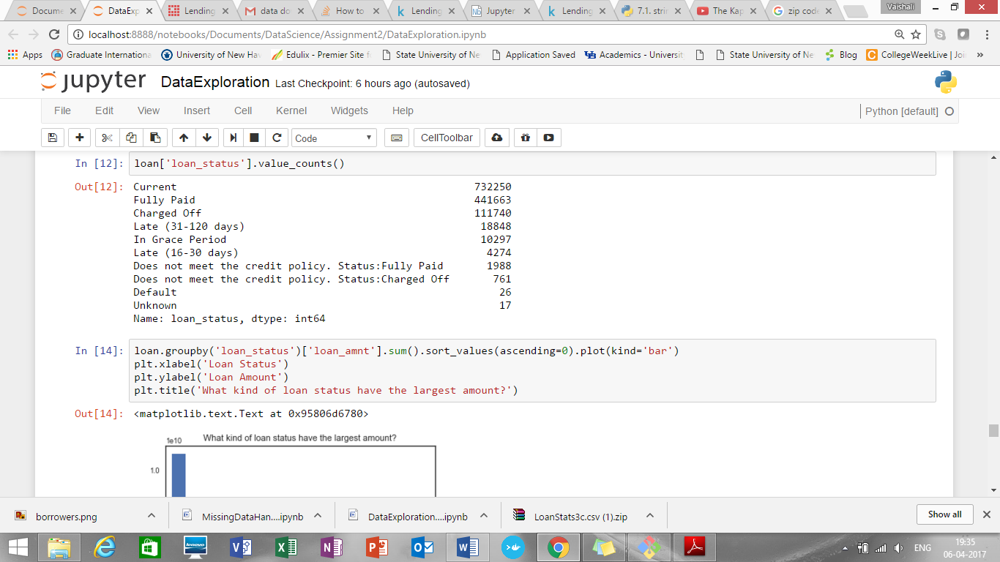 Docume
DataExp
Lending
data do
How to
Lending
Jupyter
Lending
7.1. stri
The Kap
zip code
Vaishali
localhost:8888/notebooks/Documents/DataScience/Assignment2/DataExploration.ipynb
Apps
Graduate Internationa
University of New Hav
Edulix - Premier Site f
State University of Ne
Application Saved
Academics - Universit
State University of Ne
Blog
CollegeWeekLive | Joi
jupyter
DataExploration Last Checkpoint: 6 hours ago (autosaved)
File Edit View Insert Cell Kernel Widgets Help
Python [default]
Code
CellToolbar
In [12]: loan['loan_status'].value_counts()
Out[12]: Current 732250
Fully Paid 441663
Charged Off 111740
Late (31-120 days) 18848
In Grace Period 10297
Late (16-30 days) 4274
Does not meet the credit policy. Status:Fully Paid 1988
Does not meet the credit policy. Status:Charged Off 761
Default 26
Unknown 17
Name: loan_status, dtype: int64
In [14]: loan.groupby('loan_status')['loan_amnt'].sum().sort_values(ascending=0).plot(kind='bar')
plt.xlabel('Loan Status')
plt.ylabel('Loan Amount')
plt.title('What kind of loan status have the largest amount?')
Out[14]: <matplotlib.text.Text at 0x95806d6780>
1e10 What kind of loan status have the largest amount?
1.0
borrowers.png
MissingDataHan....ipynb
DataExploration....ipynb
LoanStats3c.csv (1).zip
Show all
lenovo
ENG
19:35
06-04-2017